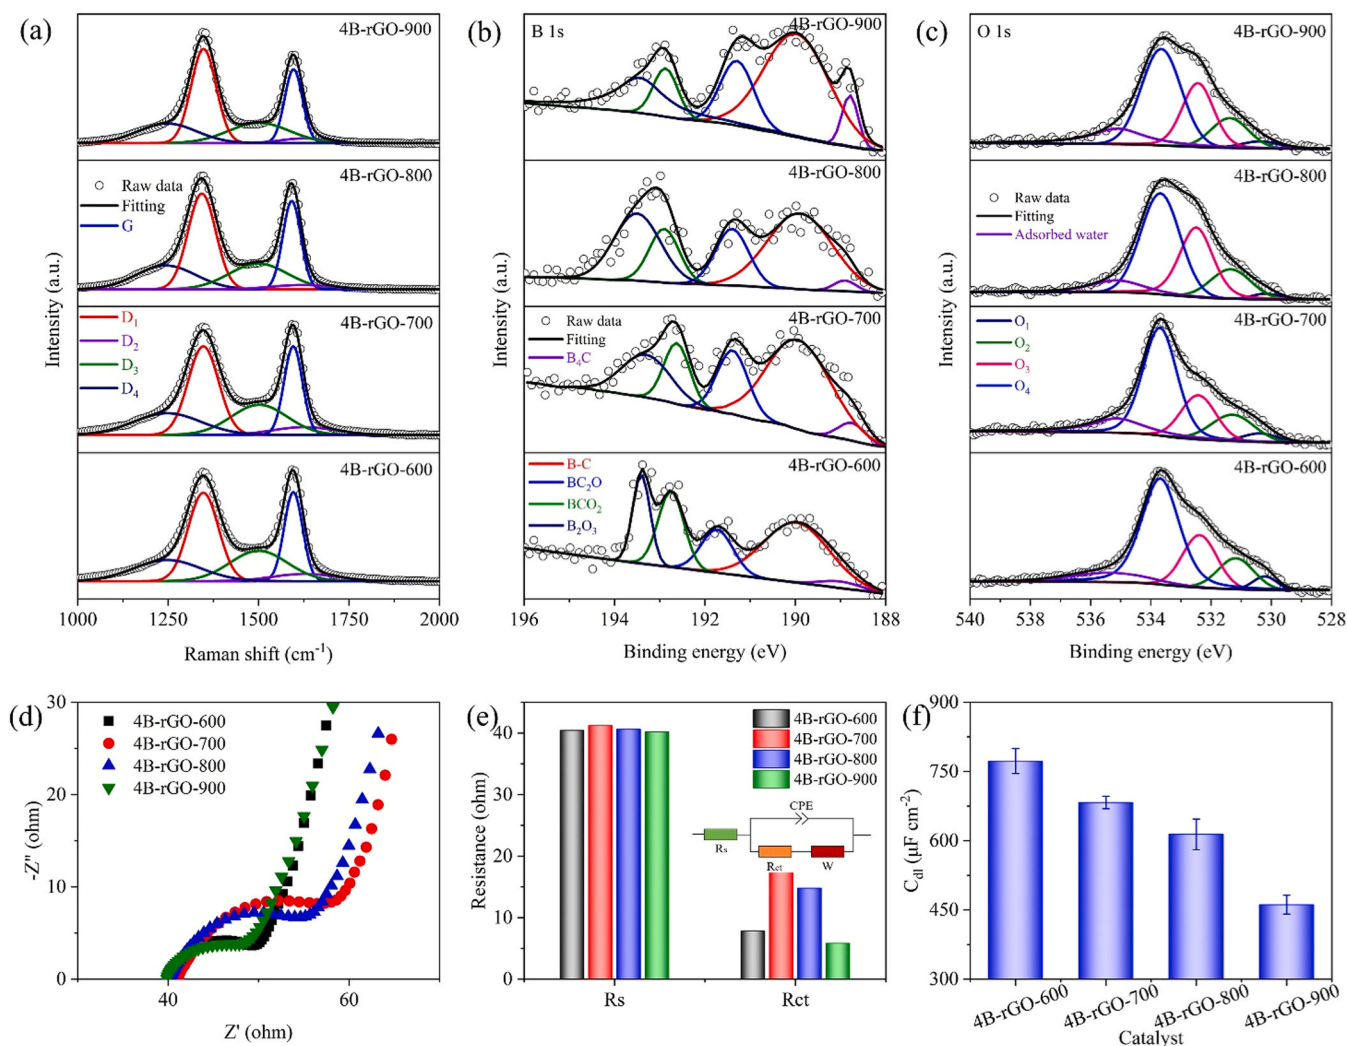 (a)
4B-rGO-900
4B-rGO-800
Raw data
Fitting
G
4B-rGO-700
D₁
D₂
D₃
D₄
4B-rGO-600
Intensity (a.u.)
1000 1250 1500 1750 2000
Raman shift (cm⁻¹)
(b)
B 1s
4B-rGO-900
4B-rGO-800
4B-rGO-700
Raw data
Fitting
B₄C
4B-rGO-600
B-C
BC₂O
BCO₂
B₂O₃
Intensity (a.u.)
196 194 192 190 188
Binding energy (eV)
(c)
O 1s
4B-rGO-900
4B-rGO-800
Raw data
Fitting
Adsorbed water
4B-rGO-700
O₁
O₂
O₃
O₄
4B-rGO-600
Intensity (a.u.)
540 538 536 534 532 530 528
Binding energy (eV)
(d)
4B-rGO-600
4B-rGO-700
4B-rGO-800
4B-rGO-900
-Z" (ohm)
30
20
10
0
40 60
Z' (ohm)
(e)
4B-rGO-600
4B-rGO-700
4B-rGO-800
4B-rGO-900
CPE
Rs
Rct
W
Resistance (ohm)
40
30
20
10
0
Rs Rct
(f)
C_dl (μF cm⁻²)
900
750
600
450
300
4B-rGO-600 4B-rGO-700 4B-rGO-800 4B-rGO-900
Catalyst